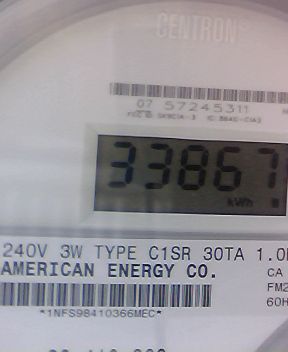 CENTRON®
07 57245311
33867
kWh
240V 3W TYPE C1SR 30TA 1.0
AMERICAN ENERGY CO.
CA
FM2
60H
*1NFS98410366MEC*